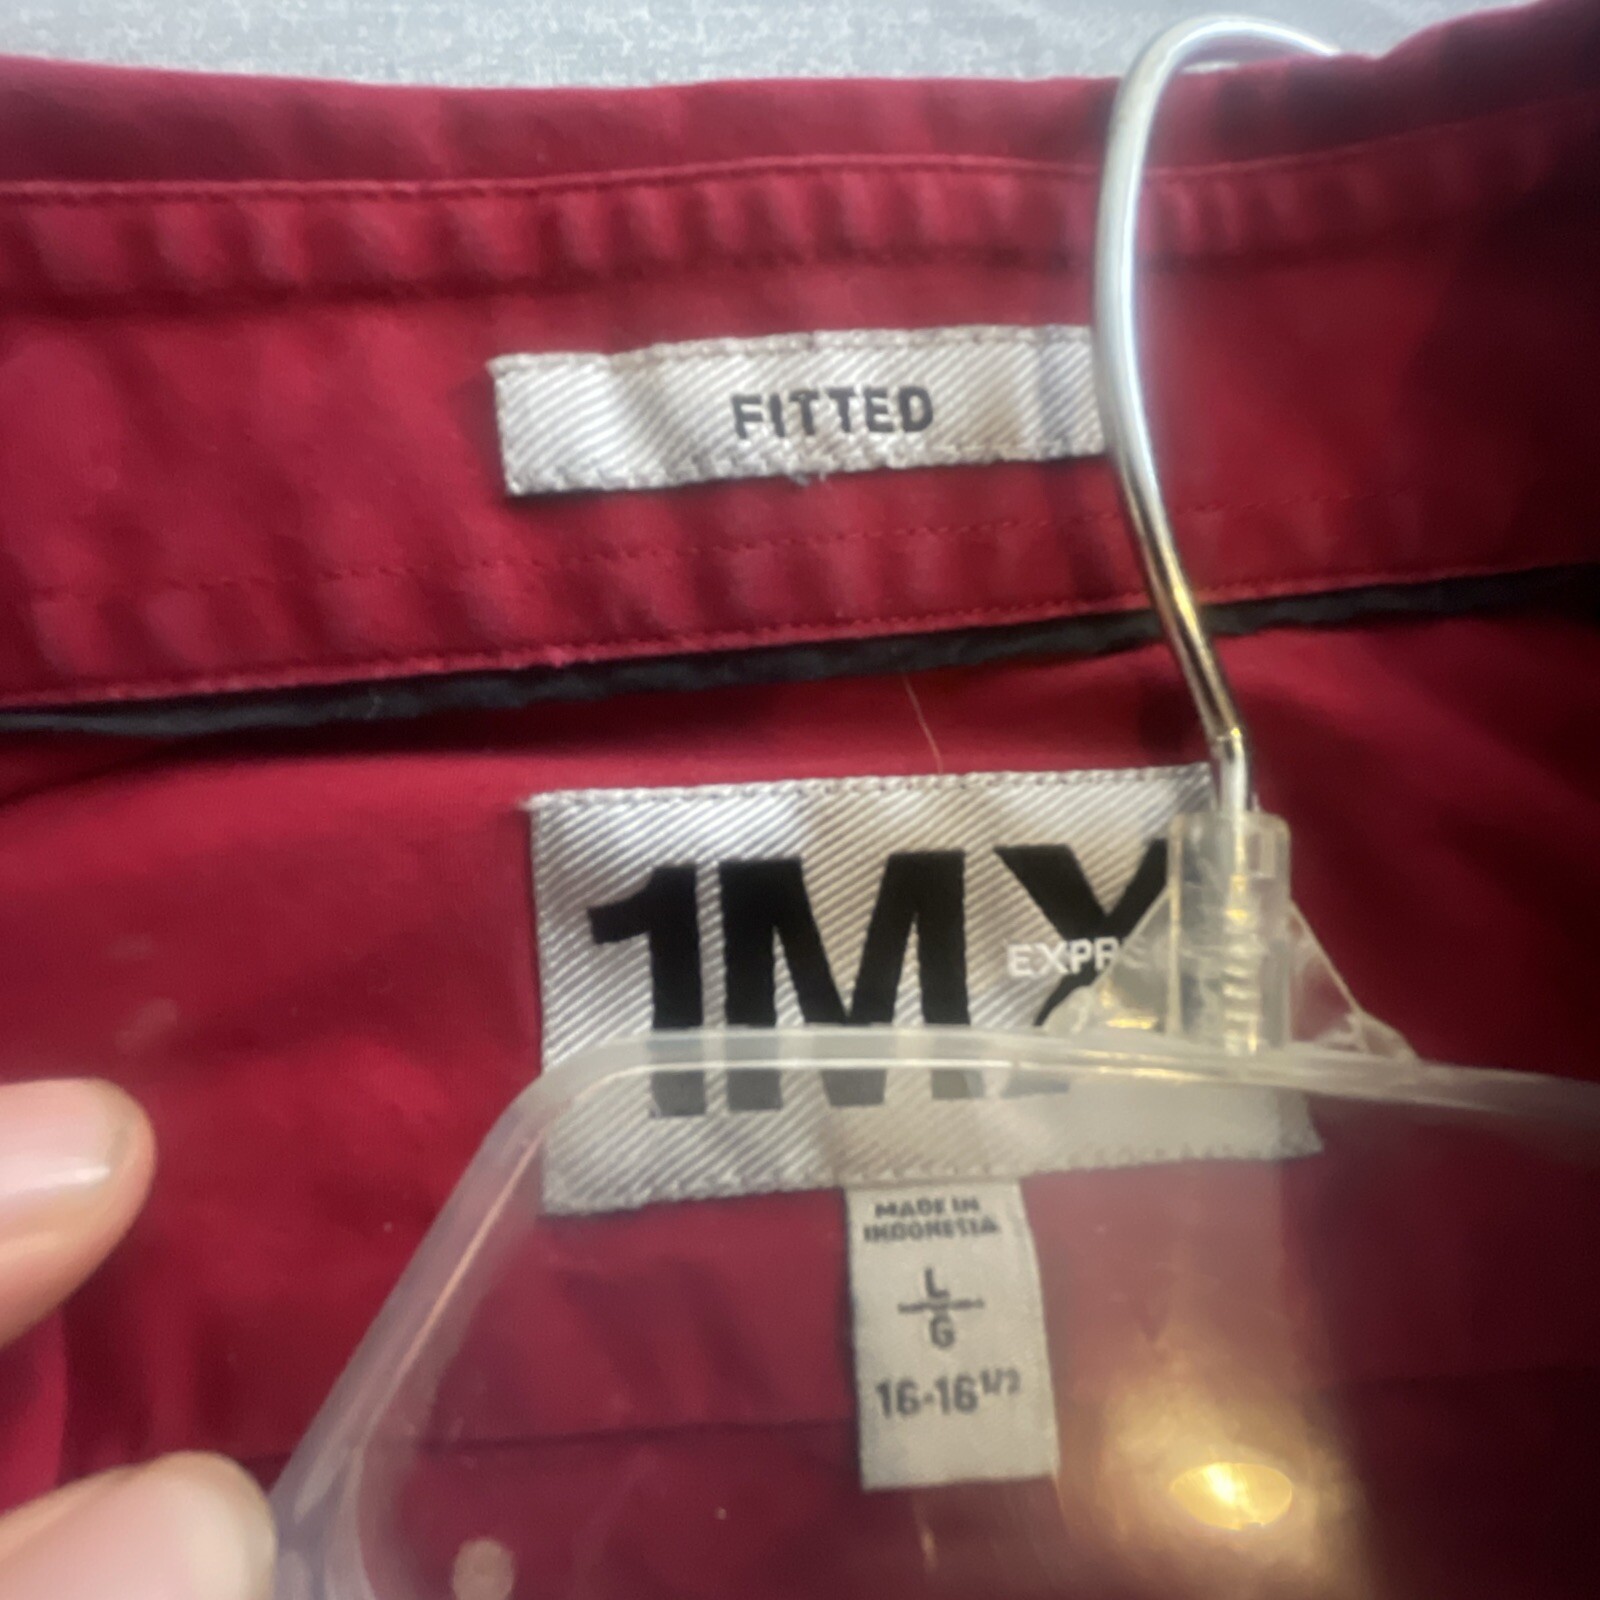 FITTED
1MX
EXPR
MADE IN
INDONESIA
L
G
16-16 1/2